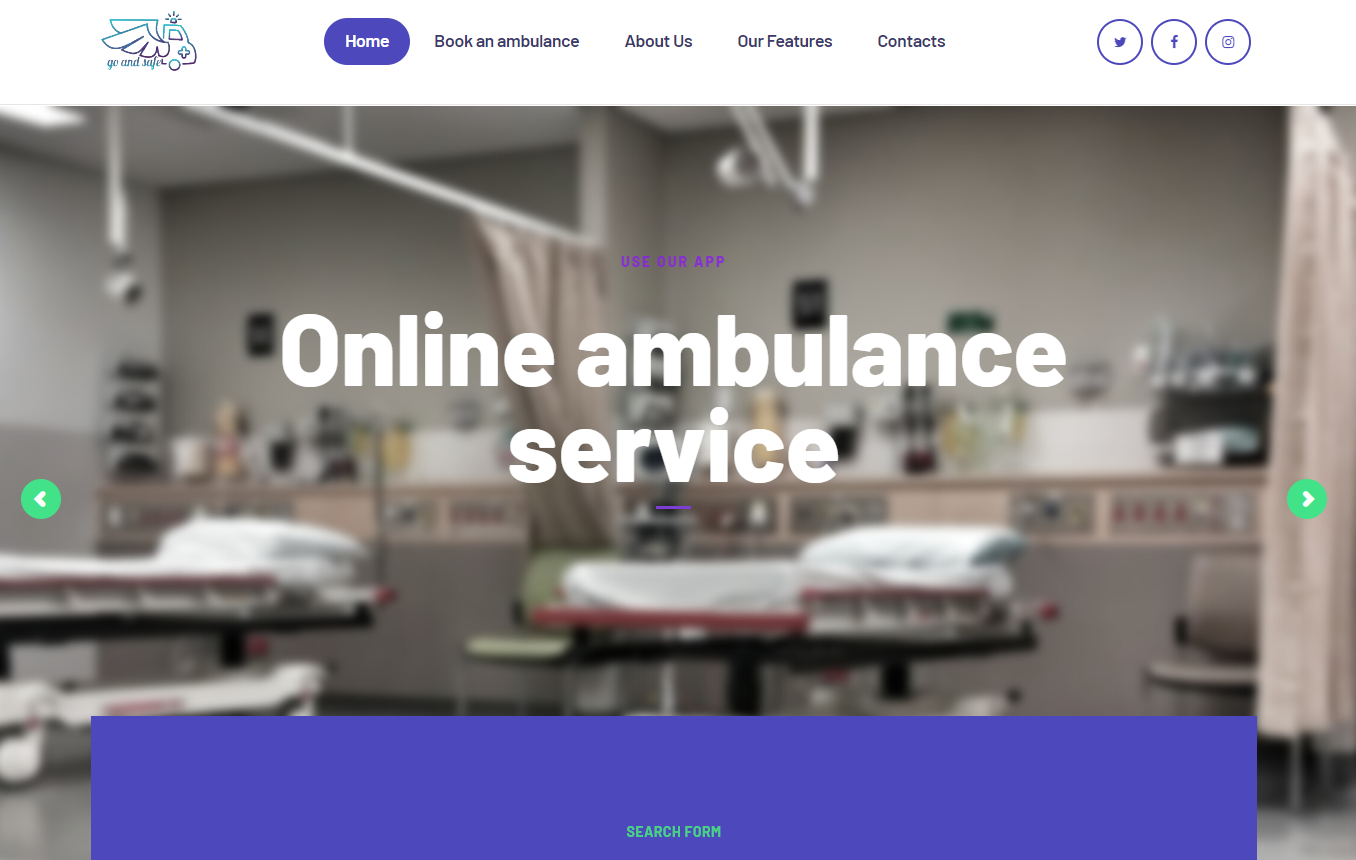 go and safe
Home
Book an ambulance
About Us
Our Features
Contacts
USE OUR APP
Online ambulance
service
SEARCH FORM